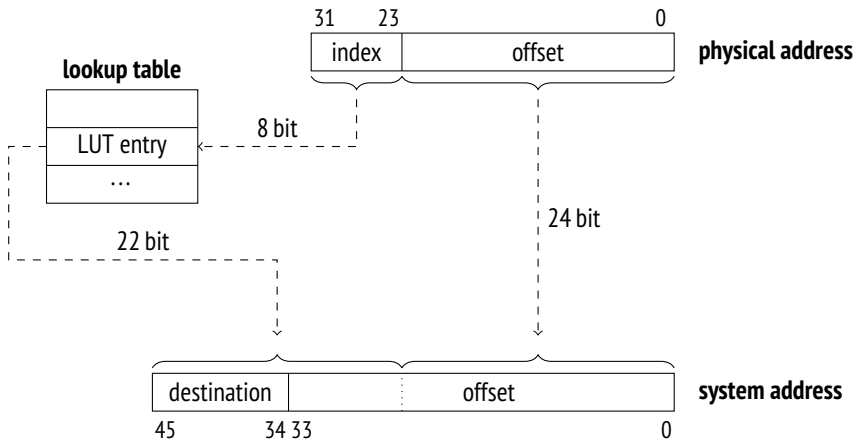 31 23 0
index offset physical address
lookup table
8 bit
LUT entry
...
24 bit
22 bit
destination offset system address
45 34 33 0